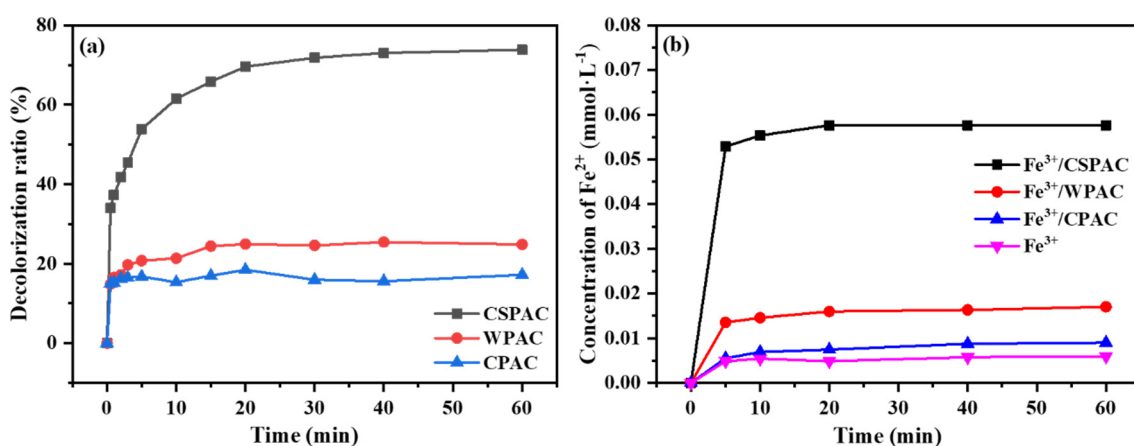 (a)
Decolorization ratio (%)
80
60
40
20
0
0 10 20 30 40 50 60
Time (min)
CSPAC
WPAC
CPAC
(b)
Concentration of Fe²⁺ (mmol·L⁻¹)
0.08
0.07
0.06
0.05
0.04
0.03
0.02
0.01
0.00
0 10 20 30 40 50 60
Time (min)
Fe³⁺/CSPAC
Fe³⁺/WPAC
Fe³⁺/CPAC
Fe³⁺